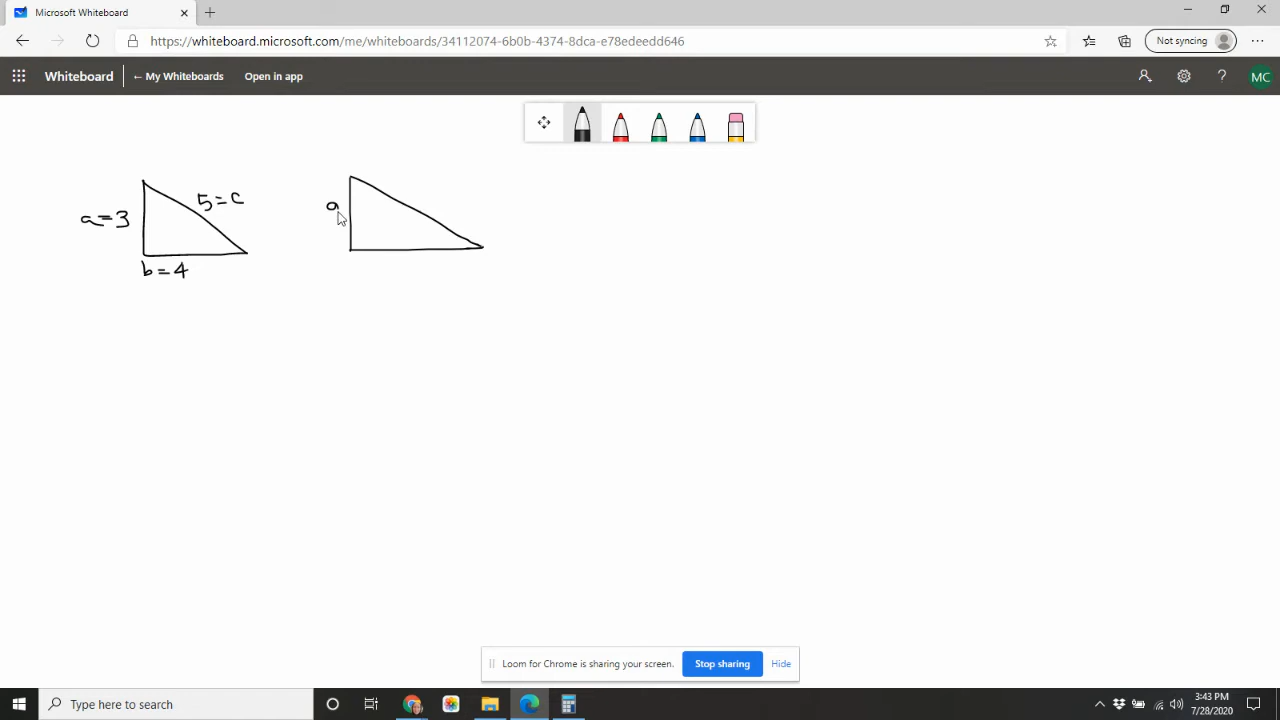 Microsoft Whiteboard
https://whiteboard.microsoft.com/me/whiteboards/34112074-6b0b-4374-8dca-e78edeedd646
Not syncing
Whiteboard
← My Whiteboards
Open in app
MC
5=c
a=3
b=4
a
Loom for Chrome is sharing your screen.
Stop sharing
Hide
Type here to search
3:43 PM
7/28/2020